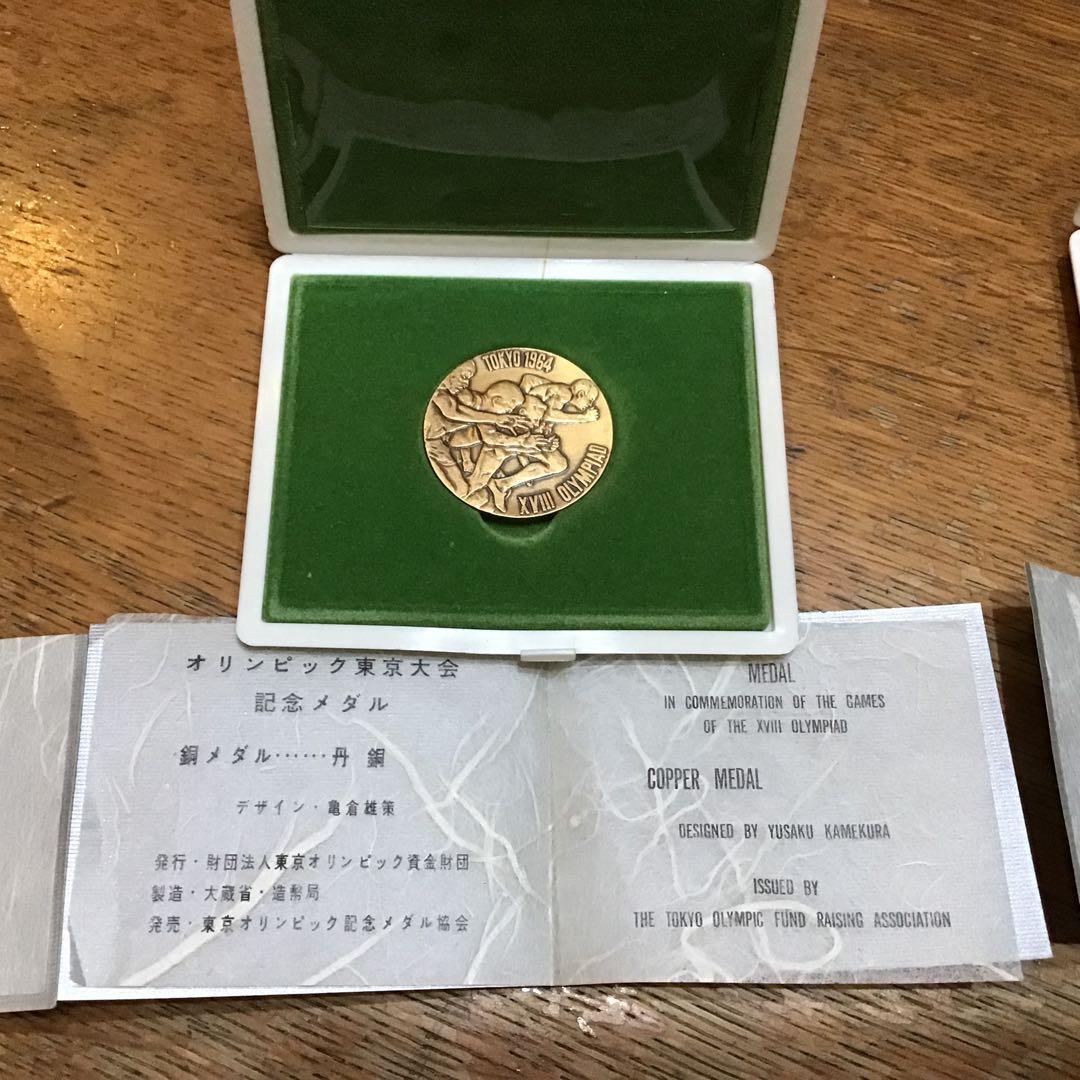 TOKYO 1964
XVIII OLYMPIAD
オリンピック東京大会
記念メダル
銅メダル……丹銅
デザイン・亀倉雄策
発行・財団法人東京オリンピック資金財団
製造・大蔵省・造幣局
発売・東京オリンピック記念メダル協会
MEDAL
IN COMMEMORATION OF THE GAMES
OF THE XVIII OLYMPIAD
COPPER MEDAL
DESIGNED BY YUSAKU KAMEKURA
ISSUED BY
THE TOKYO OLYMPIC FUND RAISING ASSOCIATION